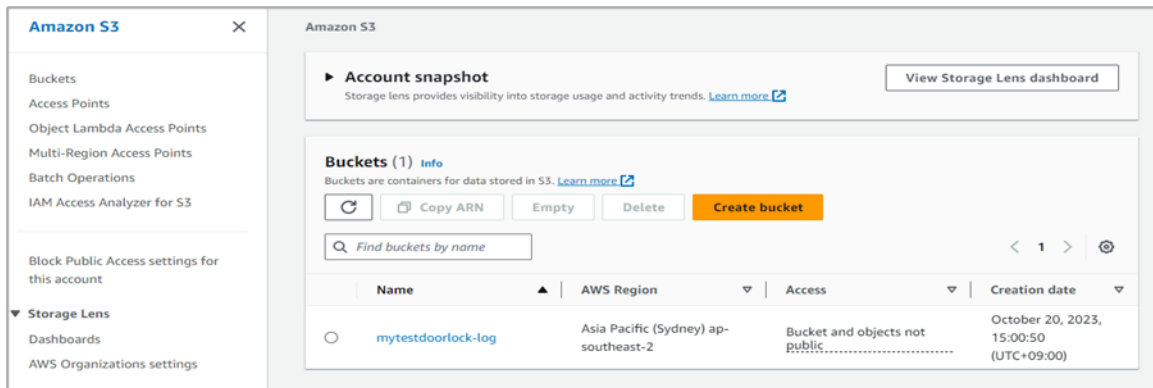 Amazon S3
Buckets
Access Points
Object Lambda Access Points
Multi-Region Access Points
Batch Operations
IAM Access Analyzer for S3
Block Public Access settings for
this account
Storage Lens
Dashboards
AWS Organizations settings
Amazon S3
Account snapshot
View Storage Lens dashboard
Storage lens provides visibility into storage usage and activity trends. Learn more
Buckets (1) Info
Buckets are containers for data stored in S3. Learn more
Copy ARN Empty Delete Create bucket
Find buckets by name
1
Name AWS Region Access Creation date
mytestdoorlock-log
Asia Pacific (Sydney) ap-
southeast-2
Bucket and objects not
public
October 20, 2023,
15:00:50
(UTC+09:00)